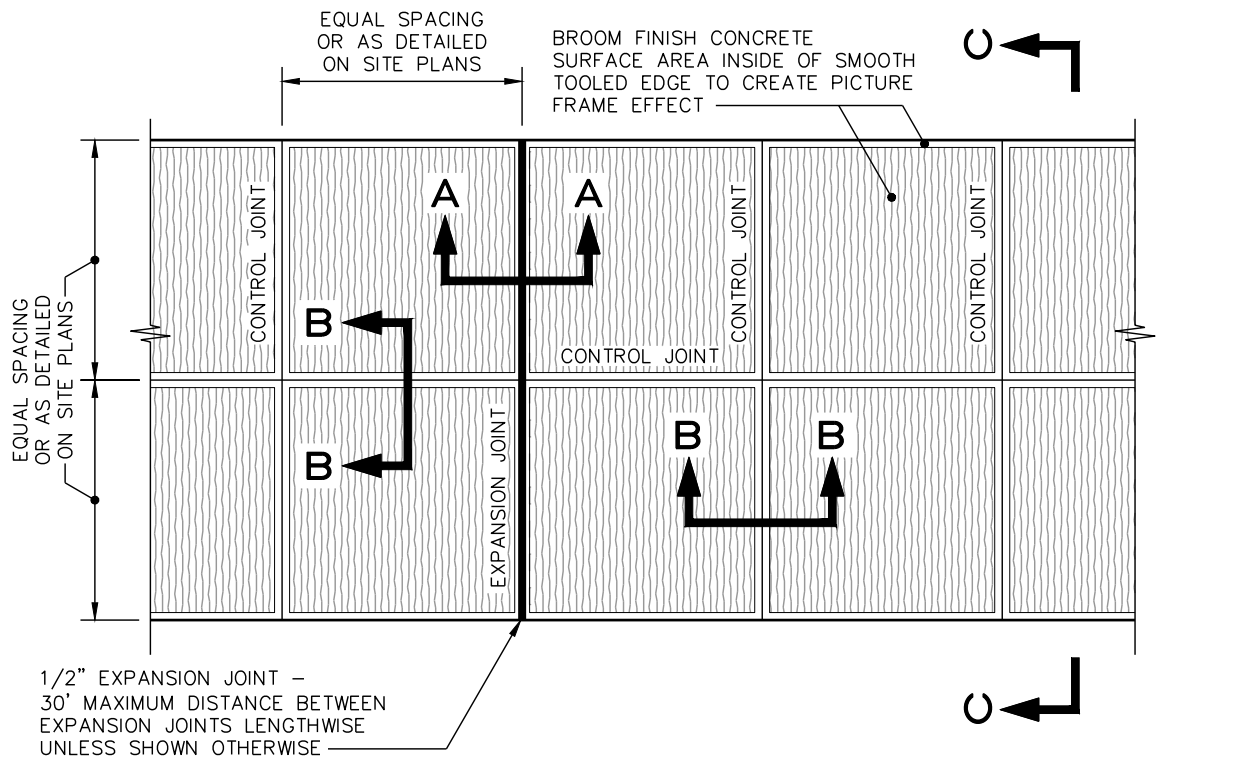 EQUAL SPACING
OR AS DETAILED
ON SITE PLANS
BROOM FINISH CONCRETE
SURFACE AREA INSIDE OF SMOOTH
TOOLED EDGE TO CREATE PICTURE
FRAME EFFECT
C
A
A
CONTROL JOINT
CONTROL JOINT
CONTROL JOINT
B
CONTROL JOINT
EQUAL SPACING
OR AS DETAILED
ON SITE PLANS
B
EXPANSION JOINT
B
B
1/2" EXPANSION JOINT –
30' MAXIMUM DISTANCE BETWEEN
EXPANSION JOINTS LENGTHWISE
UNLESS SHOWN OTHERWISE
C